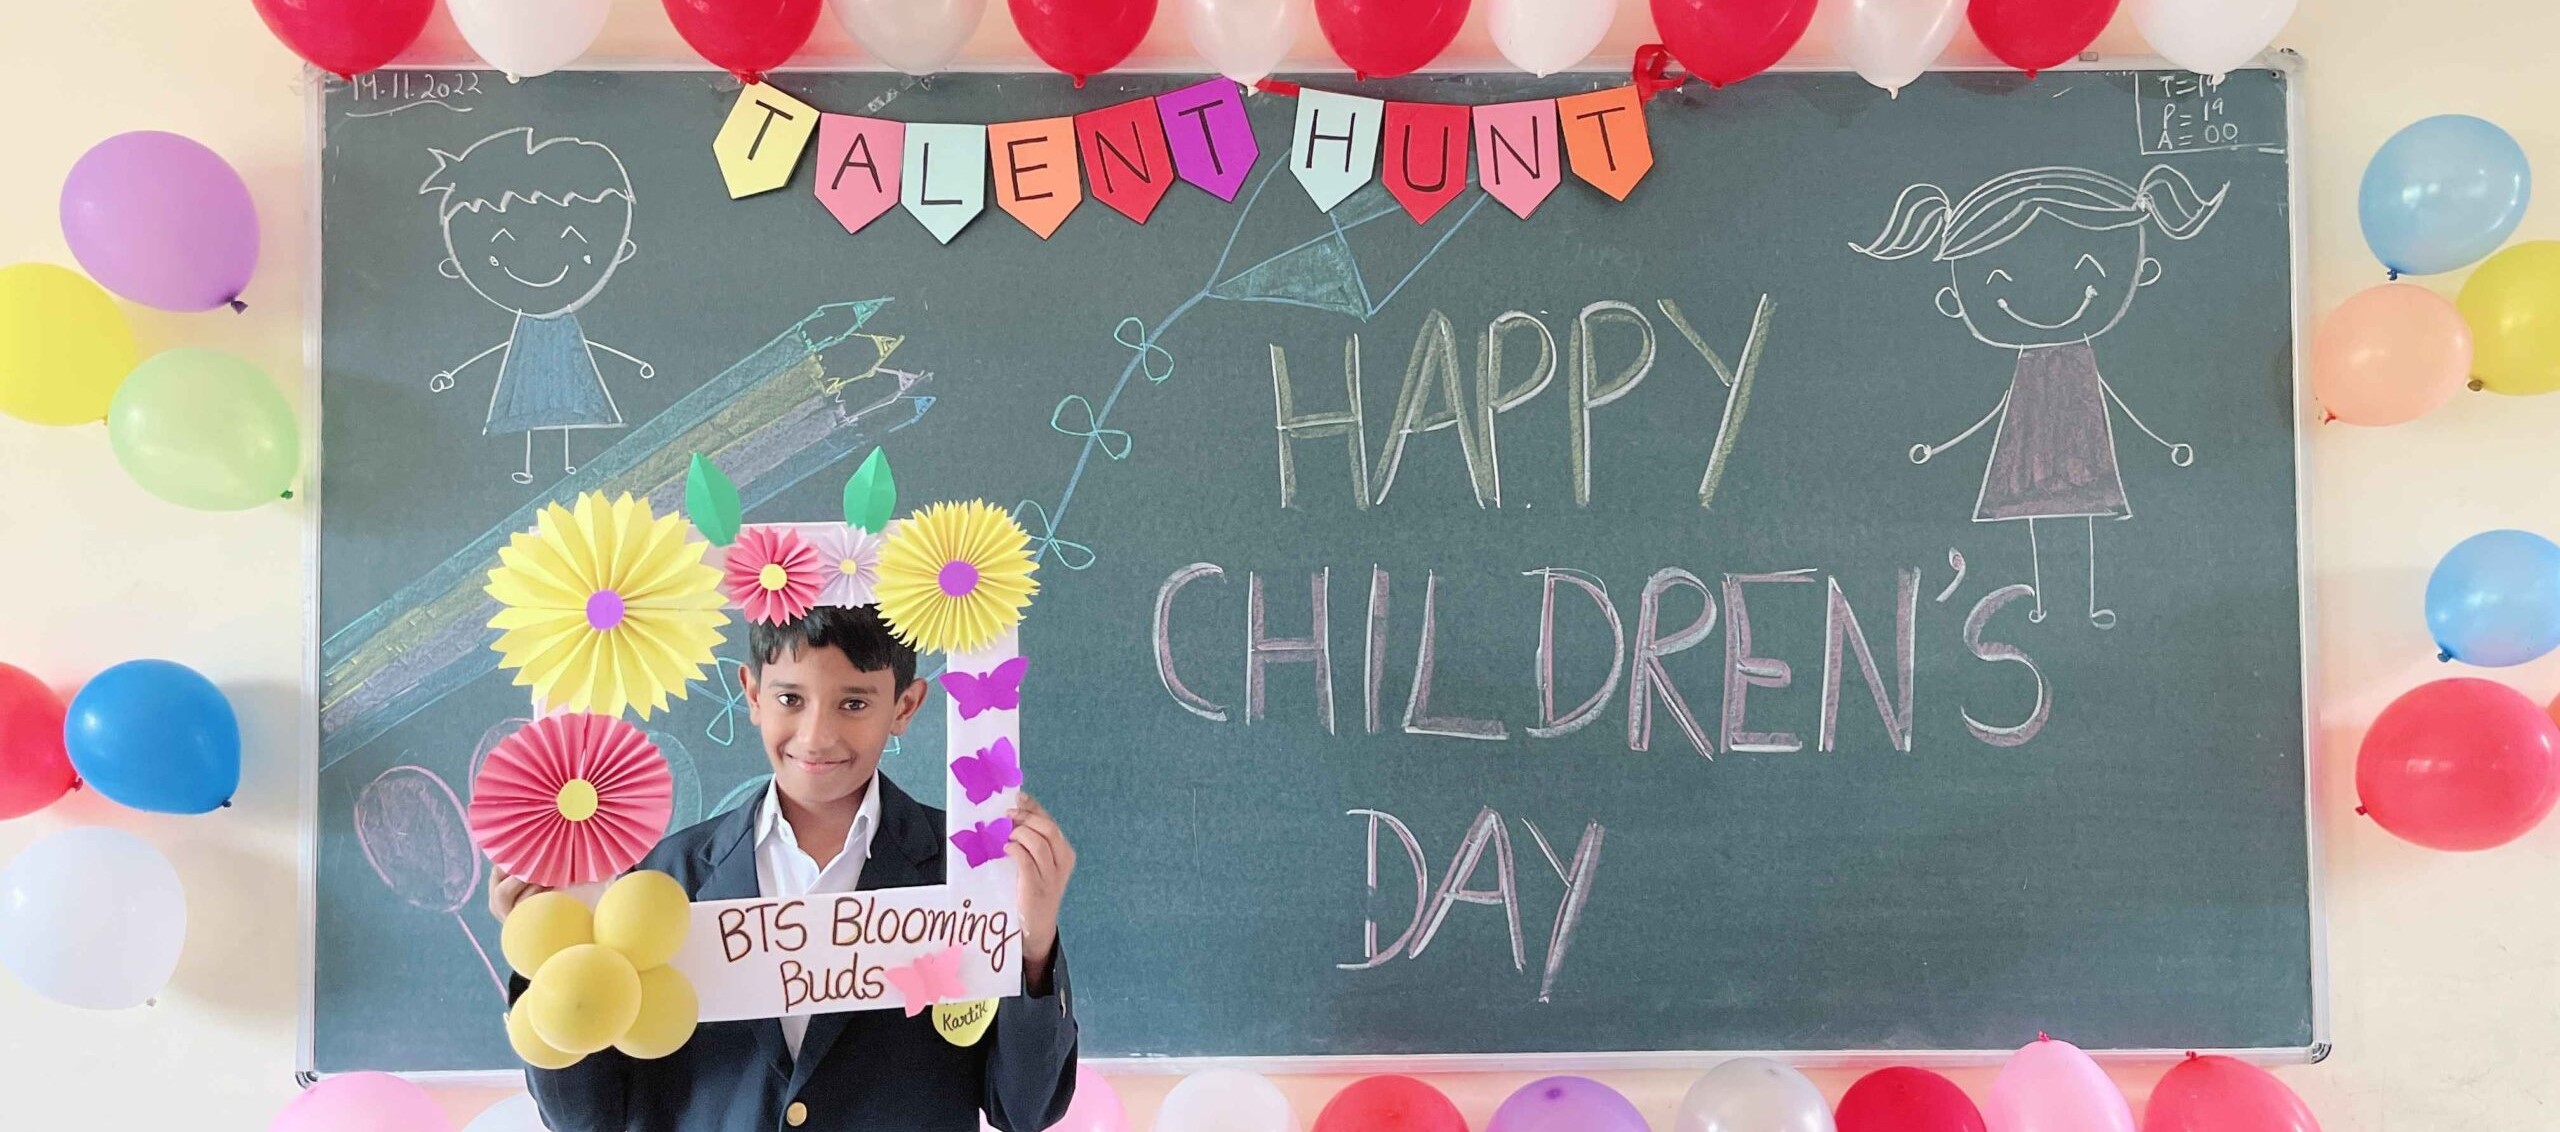 14.11.2022
TALENT HUNT
T=19
P=19
A=00
HAPPY
CHILDREN'S
DAY
BTS Blooming
Buds
Kartik